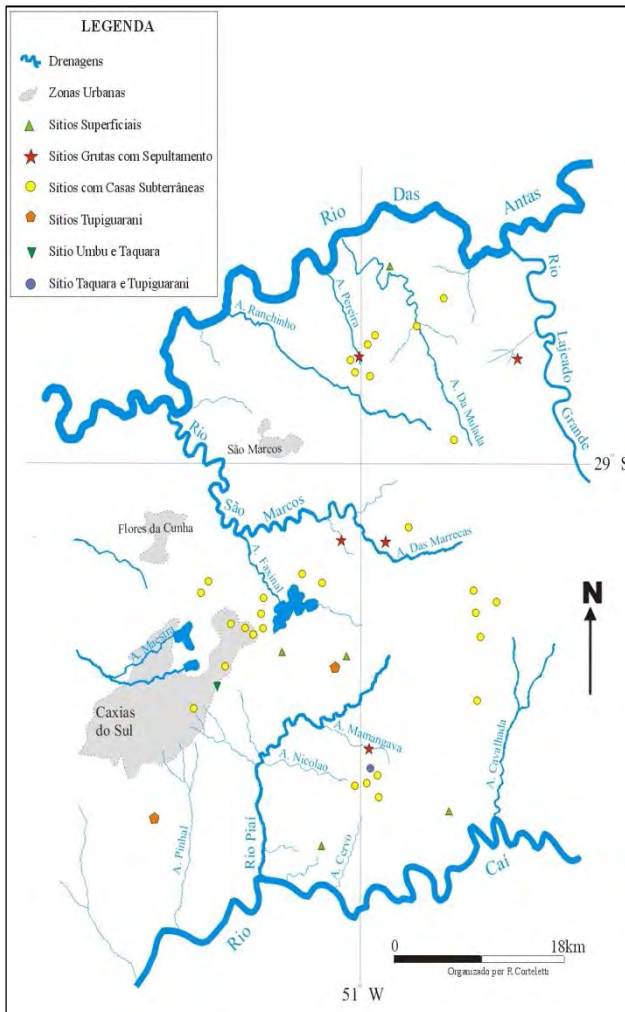 LEGENDA
Drenagens
Zonas Urbanas
Sítios Superficiais
Sítios Grutas com Sepultamento
Sítios com Casas Subterrâneas
Sítios Tupiguarani
Sítio Umbu e Taquara
Sítio Taquara e Tupiguarani
Rio Das Antas
Rio Lajeado Grande
A. Pereira
A. Ranchinho
A. Da Mulada
Rio São Marcos
São Marcos
29° S
Flores da Cunha
A. Das Marrecas
A. Faxinal
N
A. Maestra
Caxias do Sul
A. Mamangava
A. Nicolao
A. Cavalhada
A. Pinhal
Rio Piaí
A. Cervo
Rio Caí
0 18km
Organizado por R.Corteletti
51° W